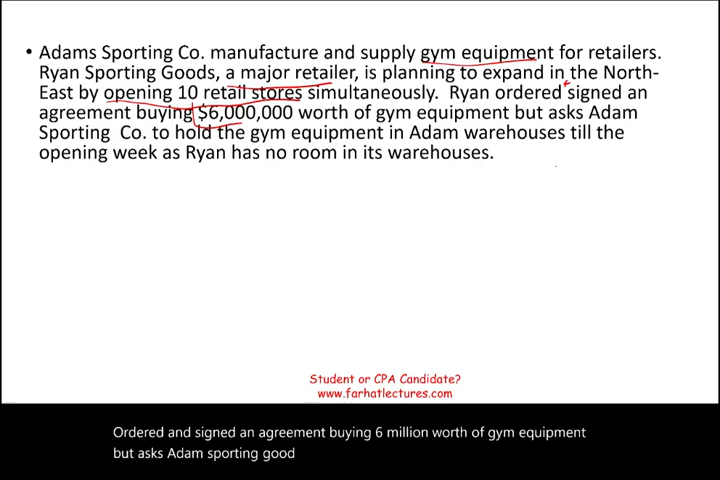 • Adams Sporting Co. manufacture and supply gym equipment for retailers.
Ryan Sporting Goods, a major retailer, is planning to expand in the North-
East by opening 10 retail stores simultaneously. Ryan ordered signed an
agreement buying $6,000,000 worth of gym equipment but asks Adam
Sporting Co. to hold the gym equipment in Adam warehouses till the
opening week as Ryan has no room in its warehouses.
Student or CPA Candidate?
www.farhatlectures.com
Ordered and signed an agreement buying 6 million worth of gym equipment
but asks Adam sporting good